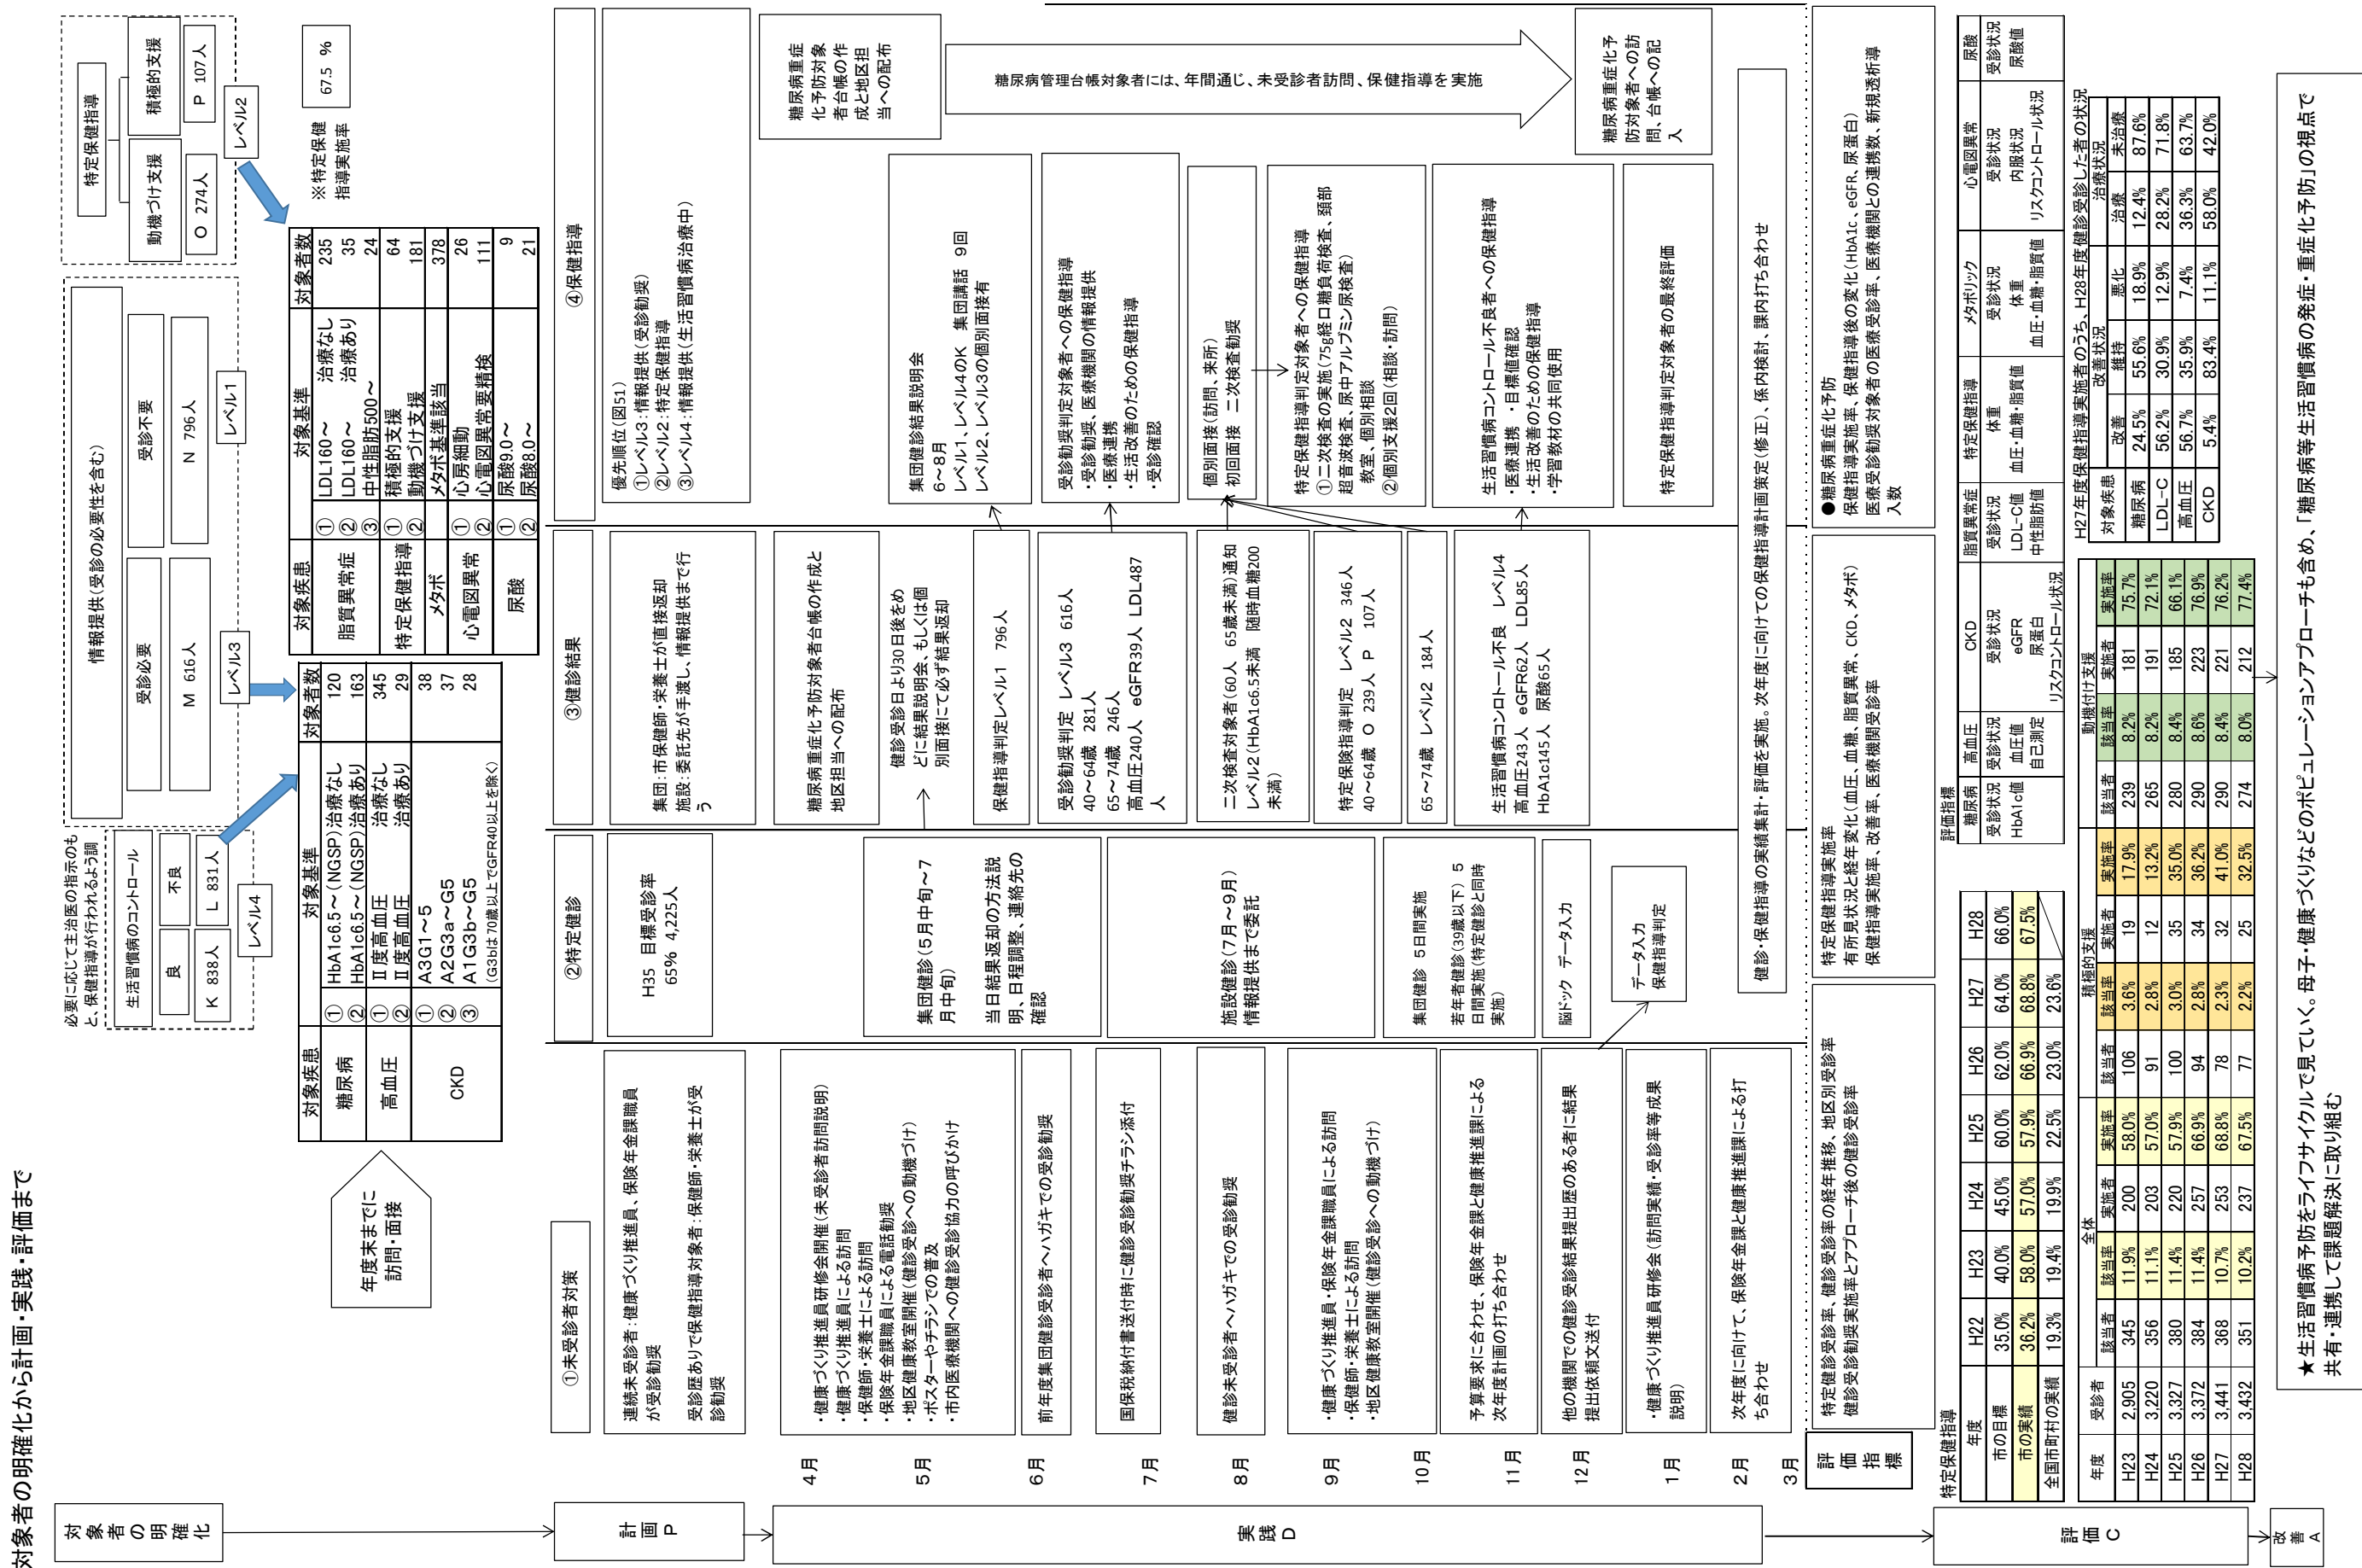 対象者の明確化から計画・実践・評価まで
対象者の明確化
必要に応じて主治医の指示のも
と、保健指導が行われるよう調
生活習慣病のコントロール
良
不良
K 838人
L 831人
レベル4
情報提供(受診の必要性を含む)
受診必要
受診不要
M 616人
N 796人
レベル3
レベル1
特定保健指導
動機づけ支援
積極的支援
O 274人
P 107人
レベル2
年度末までに
訪問・面接
対象疾患 対象基準 対象者数
糖尿病 ① HbA1c6.5～(NGSP)治療なし 120
② HbA1c6.5～(NGSP)治療あり 163
高血圧 ① Ⅱ度高血圧 治療なし 345
② Ⅱ度高血圧 治療あり 29
CKD ① A3G1～5 38
② A2G3a～G5 37
③ A1G3b～G5 28
(G3bは70歳以上でGFR40以上を除く)
対象疾患 対象基準 対象者数
脂質異常症 ① LDL160～ 治療なし 235
② LDL160～ 治療あり 35
③ 中性脂肪500～ 24
特定保健指導 ① 積極的支援 64
② 動機づけ支援 181
メタボ メタボ基準該当 378
心電図異常 ① 心房細動 26
② 心電図異常要精検 111
尿酸 ① 尿酸9.0～ 9
② 尿酸8.0～ 21
※特定保健
指導実施率
67.5 %
計画P
①未受診者対策
②特定健診
③健診結果
④保健指導
連続未受診者:健康づくり推進員、保険年金課職員
が受診勧奨
受診歴ありで保健指導対象者:保健師・栄養士が受
診勧奨
H35 目標受診率
65% 4,225人
集団:市保健師・栄養士が直接返却
施設:委託先が手渡し、情報提供まで行
う
優先順位(図51)
①レベル3:情報提供(受診勧奨)
②レベル2:特定保健指導
③レベル4:情報提供(生活習慣病治療中)
実践D
4月
5月
6月
7月
8月
9月
10月
11月
12月
1月
2月
3月
・健康づくり推進員研修会開催(未受診者訪問説明)
・健康づくり推進員による訪問
・保健師・栄養士による訪問
・保険年金課職員による電話勧奨
・地区健康教室開催(健診受診への動機づけ)
・ポスターやチラシでの普及
・市内医療機関への健診受診協力の呼びかけ
前年度集団健診受診者へハガキでの受診勧奨
国保税納付書送付時に健診受診勧奨チラシ添付
健診未受診者へハガキでの受診勧奨
・健康づくり推進員・保険年金課職員による訪問
・保健師・栄養士による訪問
・地区健康教室開催(健診受診への動機づけ)
予算要求に合わせ、保険年金課と健康推進課による
次年度計画の打ち合わせ
他の機関での健診受診結果提出歴のある者に結果
提出依頼文送付
・健康づくり推進員研修会(訪問実績・受診率等成果
説明)
次年度に向けて、保険年金課と健康推進課による打
ち合わせ
集団健診(5月中旬～7
月中旬)
当日結果返却の方法説
明、日程調整、連絡先の
確認
施設健診(7月～9月)
情報提供まで委託
集団健診 5日間実施
若年者健診(39歳以下) 5
日間実施(特定健診と同時
実施)
脳ドック データ入力
データ入力
保健指導判定
糖尿病重症化予防対象者台帳の作成と
地区担当への配布
健診受診日より30日後をめ
どに結果説明会、もしくは個
別面接にて必ず結果返却
保健指導判定レベル1 796人
受診勧奨判定 レベル3 616人
40～64歳 281人
65～74歳 246人
高血圧240人 eGFR39人 LDL487
人
二次検査対象者(60人 65歳未満)通知
レベル2(HbA1c6.5未満 随時血糖200
未満)
特定保険指導判定 レベル2 346人
40～64歳 O 239人 P 107人
65～74歳 レベル2 184人
生活習慣病コントロール不良 レベル4
高血圧243人 eGFR62人 LDL85人
HbA1c145人 尿酸65人
糖尿病重症
化予防対象
者台帳の作
成と地区担
当への配布
糖尿病管理台帳対象者には、年間通じ、未受診者訪問、保健指導を実施
糖尿病重症化予
防対象者への訪
問、台帳への記
入
集団健診結果説明会
6～8月
レベル1、レベル4のK 集団講話 9回
レベル2、レベル3の個別面接有
受診勧奨判定対象者への保健指導
・受診勧奨、医療機関の情報提供
・医療連携
・生活改善のための保健指導
・受診確認
個別面接(訪問、来所)
初回面接 二次検査勧奨
特定保健指導判定対象者への保健指導
①二次検査の実施(75g経口糖負荷検査、頚部
超音波検査、尿中アルブミン尿検査)
教室、個別相談
②個別支援2回(相談・訪問)
生活習慣病コントロール不良者への保健指導
・医療連携 ・目標値確認
・生活改善のための保健指導
・学習教材の共同使用
特定保健指導判定対象者の最終評価
健診・保健指導の実績集計・評価を実施。次年度に向けての保健指導計画策定(修正)、係内検討、課内打ち合わせ
評価指標
特定健診受診率、健診受診率の経年推移、地区別受診率
健診受診勧奨実施率とアプローチ後の健診受診率
特定保健指導実施率
有所見状況と経年変化(血圧、血糖、脂質異常、CKD、メタボ)
保健指導実施率、改善率、医療機関受診率
●糖尿病重症化予防
保健指導実施率、保健指導後の変化(HbA1c、eGFR、尿蛋白)
医療受診勧奨対象者の医療受診率、医療機関との連携数、新規透析導
入数
評価C
特定保健指導
年度 H22 H23 H24 H25 H26 H27 H28
市の目標 35.0% 40.0% 45.0% 60.0% 62.0% 64.0% 66.0%
市の実績 36.2% 58.0% 57.0% 57.9% 66.9% 68.8% 67.5%
全国市町村の実績 19.3% 19.4% 19.9% 22.5% 23.0% 23.6%
評価指標
糖尿病 高血圧 CKD 脂質異常症 特定保健指導 メタボリック 心電図異常 尿酸
受診状況 受診状況 受診状況 受診状況 体重 受診状況 受診状況 受診状況
HbA1c値 血圧値 eGFR LDL-C値 血圧・血糖・脂質値 体重 内服状況 尿酸値
自己測定 尿蛋白 中性脂肪値 血圧・血糖・脂質値 リスクコントロール状況
リスクコントロール状況
年度 受診者 全体 積極的支援 動機付け支援
該当者 該当率 実施者 実施率 該当者 該当率 実施者 実施率 該当者 該当率 実施者 実施率
H23 2,905 345 11.9% 200 58.0% 106 3.6% 19 17.9% 239 8.2% 181 75.7%
H24 3,220 356 11.1% 203 57.0% 91 2.8% 12 13.2% 265 8.2% 191 72.1%
H25 3,327 380 11.4% 220 57.9% 100 3.0% 35 35.0% 280 8.4% 185 66.1%
H26 3,372 384 11.4% 257 66.9% 94 2.8% 34 36.2% 290 8.6% 223 76.9%
H27 3,441 368 10.7% 253 68.8% 78 2.3% 32 41.0% 290 8.4% 221 76.2%
H28 3,432 351 10.2% 237 67.5% 77 2.2% 25 32.5% 274 8.0% 212 77.4%
H27年度保健指導実施者のうち、H28年度健診受診した者の状況
対象疾患 改善状況 治療状況
改善 維持 悪化 治療 未治療
糖尿病 24.5% 55.6% 18.9% 12.4% 87.6%
LDL-C 56.2% 30.9% 12.9% 28.2% 71.8%
高血圧 56.7% 35.9% 7.4% 36.3% 63.7%
CKD 5.4% 83.4% 11.1% 58.0% 42.0%
改善A
★生活習慣病予防をライフサイクルで見ていく。母子・健康づくりなどのポピュレーションアプローチも含め、「糖尿病等生活習慣病の発症・重症化予防」の視点で
共有・連携して課題解決に取り組む